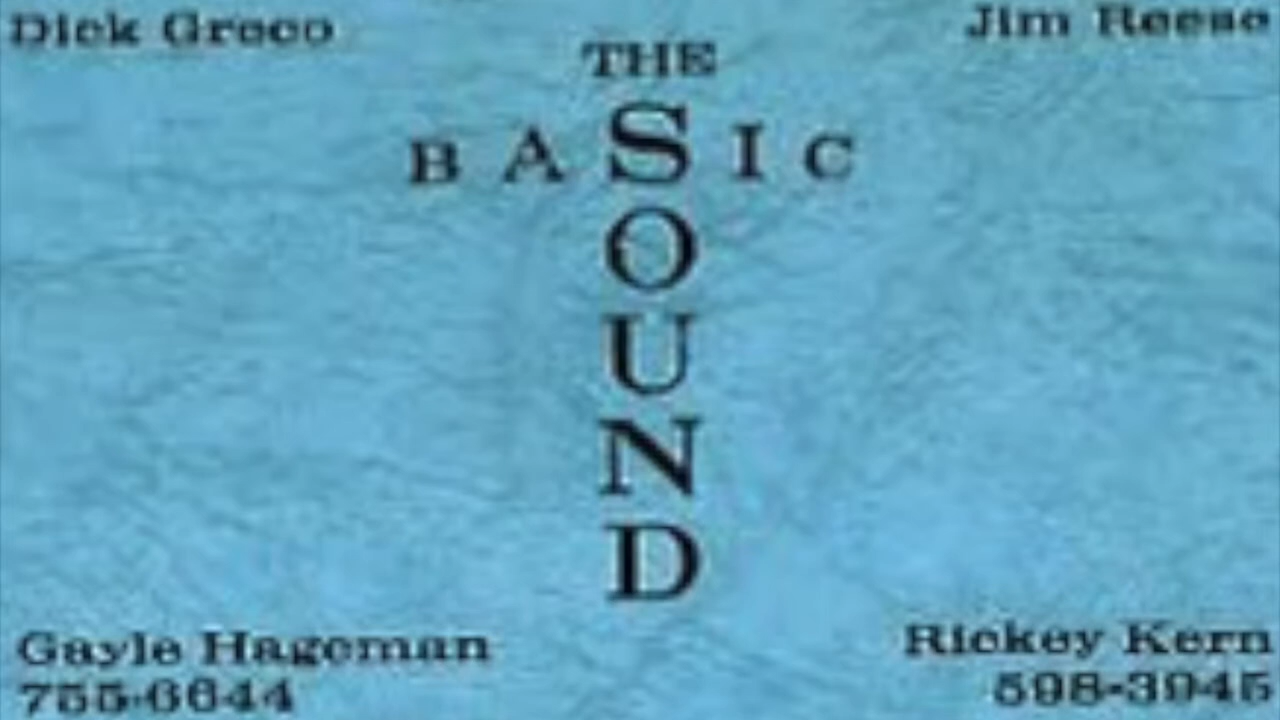 Dick Greco
Jim Reese
THE
BASIC
SOUND
Gayle Hageman
755-6644
Rickey Kern
598-3945